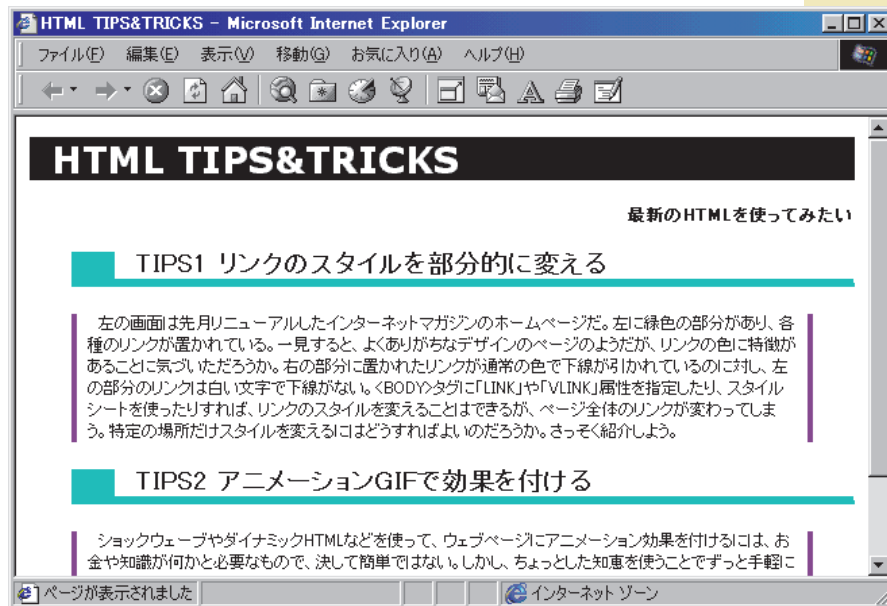 HTML TIPS&TRICKS - Microsoft Internet Explorer
ファイル(F) 編集(E) 表示(V) 移動(G) お気に入り(A) ヘルプ(H)
HTML TIPS&TRICKS
最新のHTMLを使ってみたい
TIPS1 リンクのスタイルを部分的に変える
左の画面は先月リニューアルしたインターネットマガジンのホームページだ。左に緑色の部分があり、各
種のリンクが置かれている。一見すると、よくありがちなデザインのページのようだが、リンクの色に特徴が
あることに気づいただろうか。右の部分に置かれたリンクが通常の色で下線が引かれているのに対し、左
の部分のリンクは白い文字で下線がない。<BODY>タグに「LINK」や「VLINK」属性を指定したり、スタイル
シートを使ったりすれば、リンクのスタイルを変えることはできるが、ページ全体のリンクが変わってしま
う。特定の場所だけスタイルを変えるにはどうすればよいのだろうか。さっそく紹介しよう。
TIPS2 アニメーションGIFで効果を付ける
ショックウェーブやダイナミックHTMLなどを使って、ウェブページにアニメーション効果を付けるには、お
金や知識が何かと必要なもので、決して簡単ではない。しかし、ちょっとした知恵を使うことでずっと手軽に
ページが表示されました インターネット ゾーン